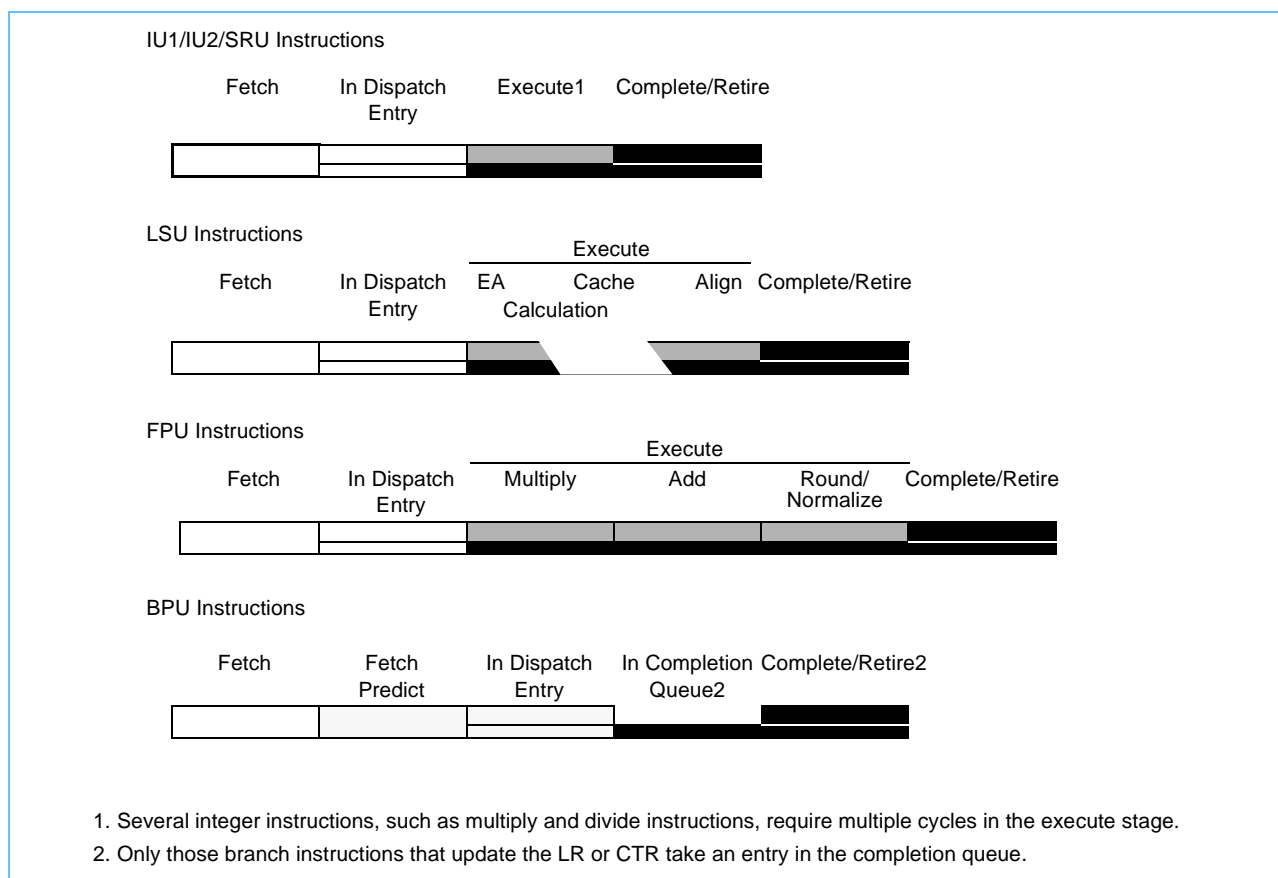 IU1/IU2/SRU Instructions
Fetch In Dispatch Execute1 Complete/Retire
Entry
LSU Instructions
Execute
Fetch In Dispatch EA Cache Align Complete/Retire
Entry Calculation
FPU Instructions
Execute
Fetch In Dispatch Multiply Add Round/ Complete/Retire
Entry Normalize
BPU Instructions
Fetch Fetch In Dispatch In Completion Complete/Retire2
Predict Entry Queue2
1. Several integer instructions, such as multiply and divide instructions, require multiple cycles in the execute stage.
2. Only those branch instructions that update the LR or CTR take an entry in the completion queue.